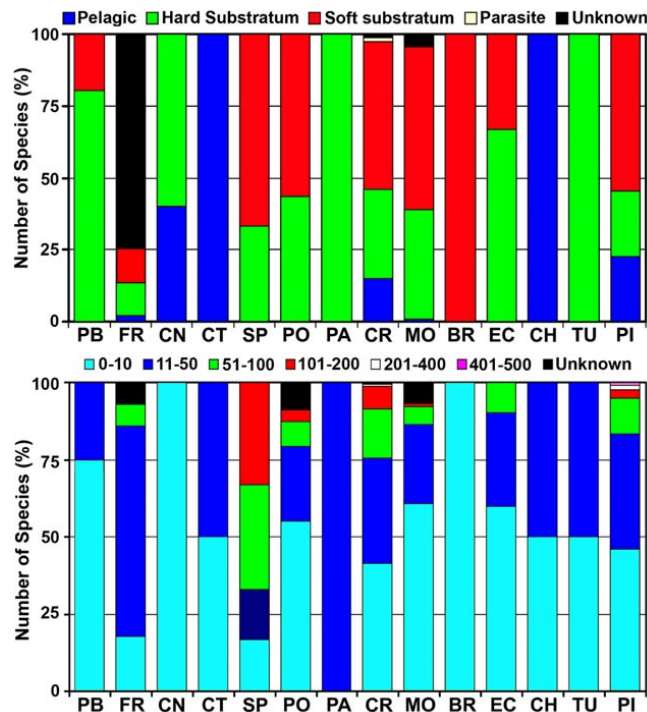 Pelagic Hard Substratum Soft substratum Parasite Unknown
Number of Species (%)
100
75
50
25
0
PB FR CN CT SP PO PA CR MO BR EC CH TU PI
0-10 11-50 51-100 101-200 201-400 401-500 Unknown
Number of Species (%)
100
75
50
25
0
PB FR CN CT SP PO PA CR MO BR EC CH TU PI